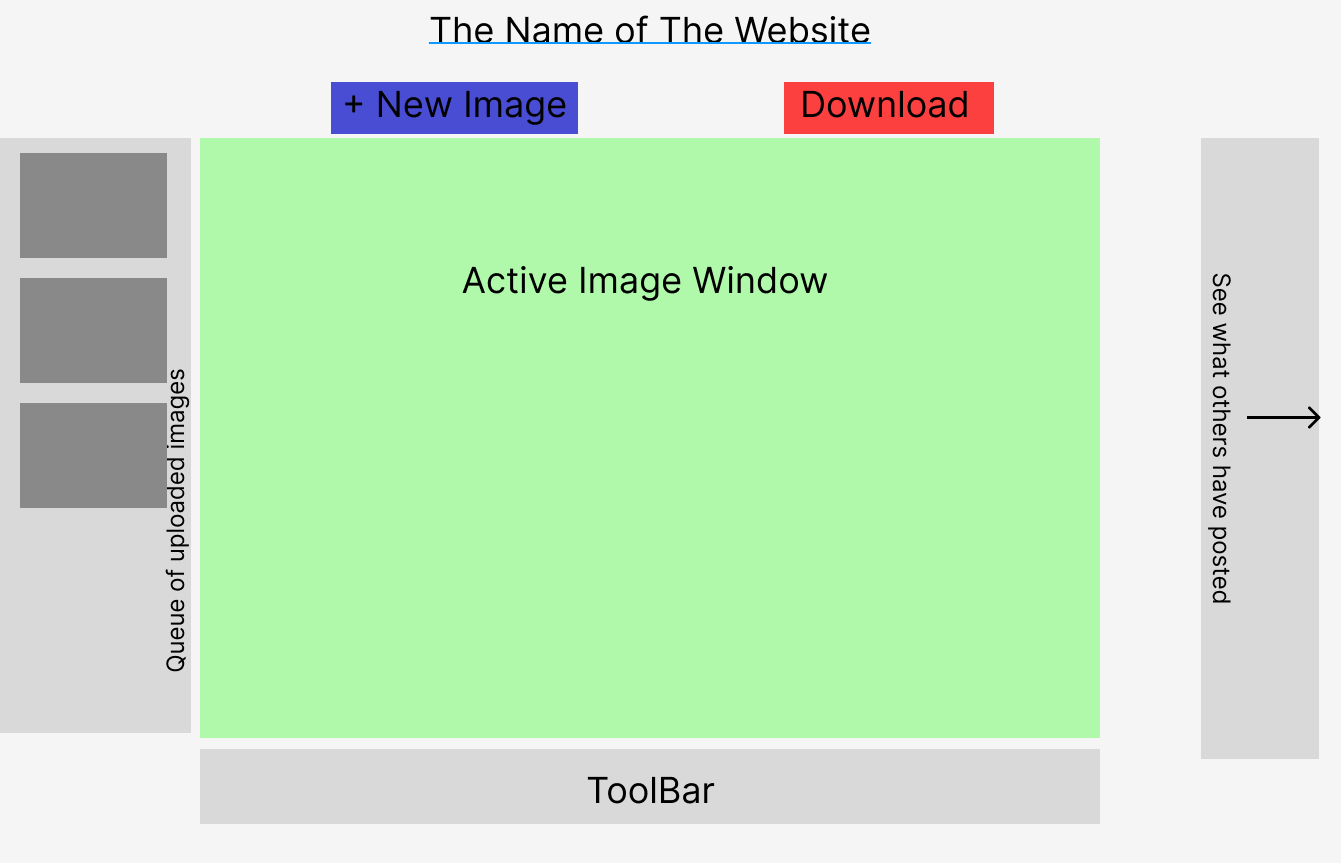 The Name of The Website
+ New Image
Download
Queue of uploaded images
Active Image Window
See what others have posted
ToolBar